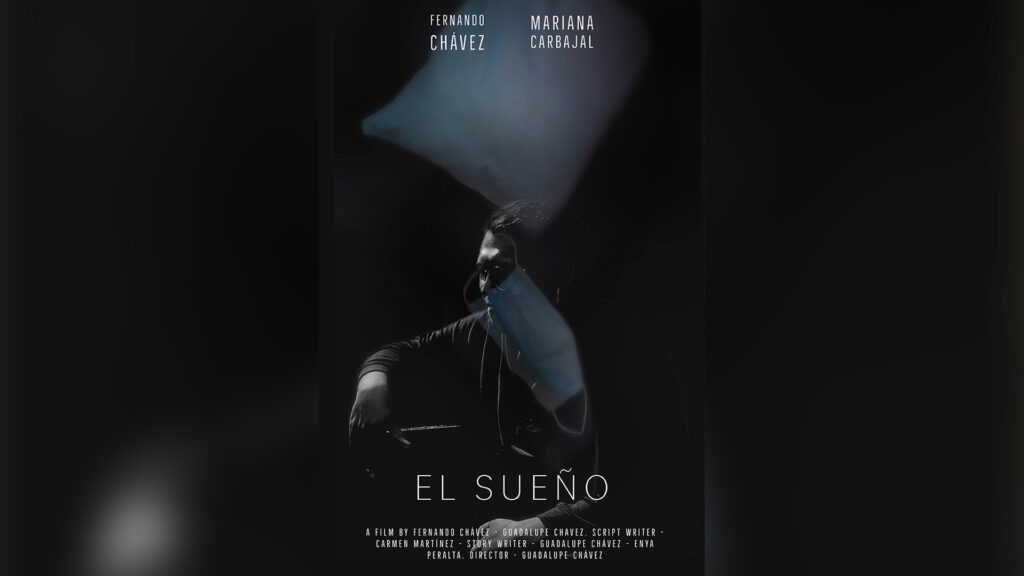 FERNANDO
CHÁVEZ
MARIANA
CARBAJAL
EL SUEÑO
A FILM BY FERNANDO CHÁVEZ - GUADALUPE CHAVEZ. SCRIPT WRITER -
CARMEN MARTÍNEZ - STORY WRITER - GUADALUPE CHÁVEZ - ENYA
PERALTA. DIRECTOR - GUADALUPE CHÁVEZ